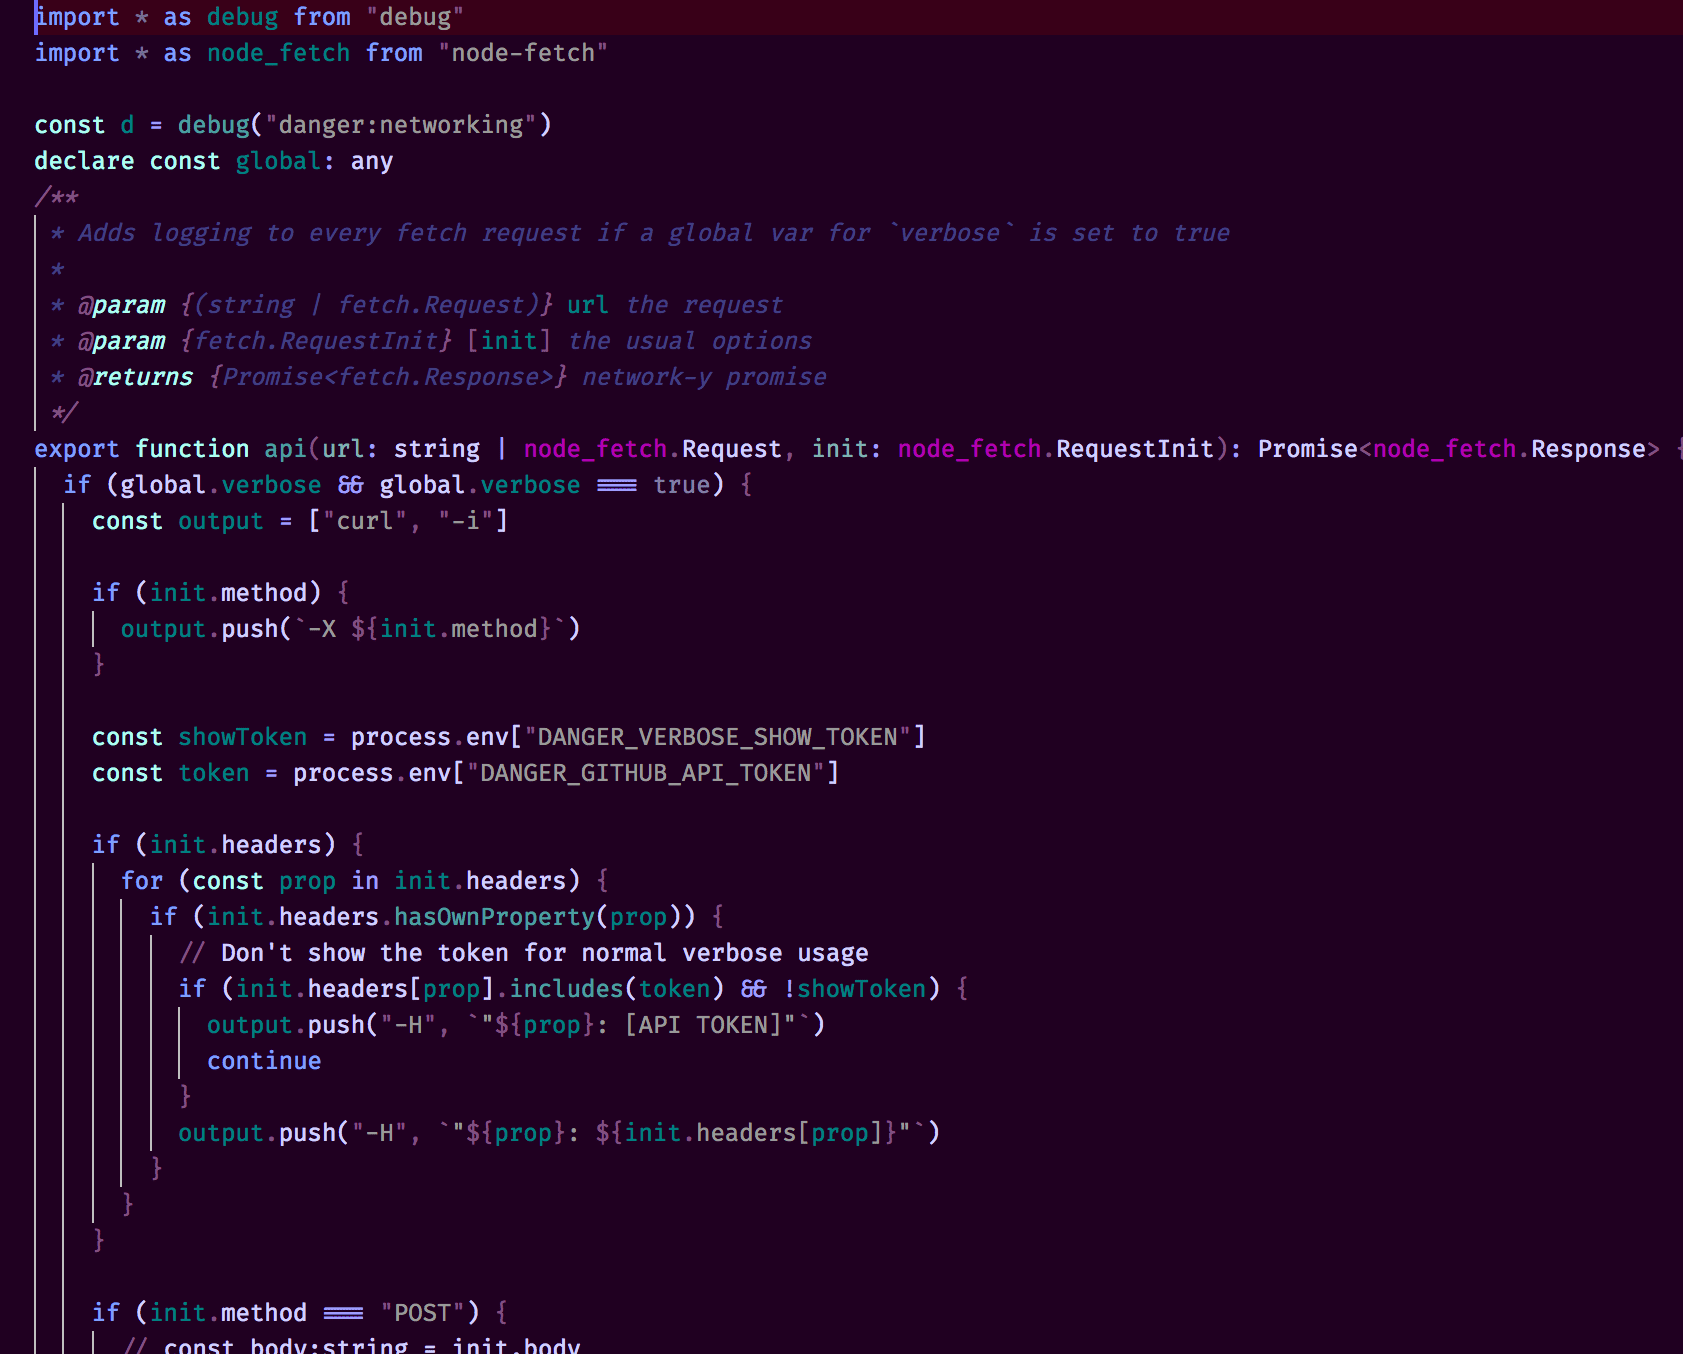 import * as debug from "debug"
import * as node_fetch from "node-fetch"
const d = debug("danger:networking")
declare const global: any
/**
 * Adds logging to every fetch request if a global var for `verbose` is set to true
 *
 * @param {(string | fetch.Request)} url the request
 * @param {fetch.RequestInit} [init] the usual options
 * @returns {Promise<fetch.Response>} network-y promise
 */
export function api(url: string | node_fetch.Request, init: node_fetch.RequestInit): Promise<node_fetch.Response> {
  if (global.verbose && global.verbose === true) {
    const output = ["curl", "-i"]
    if (init.method) {
      output.push(`-X ${init.method}`)
    }
    const showToken = process.env["DANGER_VERBOSE_SHOW_TOKEN"]
    const token = process.env["DANGER_GITHUB_API_TOKEN"]
    if (init.headers) {
      for (const prop in init.headers) {
        if (init.headers.hasOwnProperty(prop)) {
          // Don't show the token for normal verbose usage
          if (init.headers[prop].includes(token) && !showToken) {
            output.push("-H", `"${prop}: [API TOKEN]"`)
            continue
          }
          output.push("-H", `"${prop}: ${init.headers[prop]}"`)
        }
      }
    }
    if (init.method === "POST") {
      // const body:string = init.body